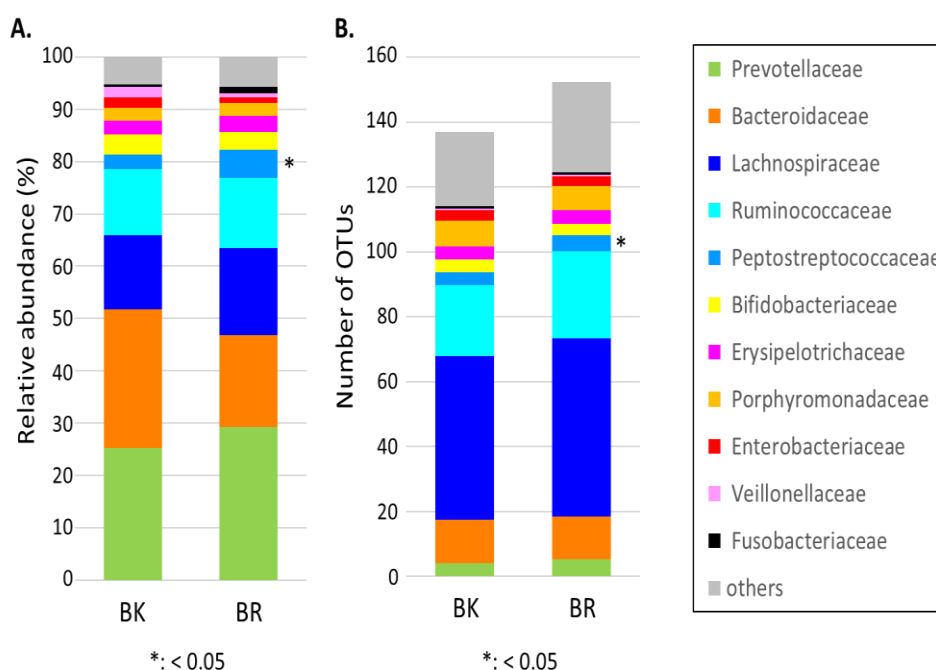 A.
Relative abundance (%)
100
90
80
70
60
50
40
30
20
10
0
*
BK BR
*: < 0.05
B.
Number of OTUs
160
140
120
100
80
60
40
20
0
*
BK BR
*: < 0.05
Prevotellaceae
Bacteroidaceae
Lachnospiraceae
Ruminococcaceae
Peptostreptococcaceae
Bifidobacteriaceae
Erysipelotrichaceae
Porphyromonadaceae
Enterobacteriaceae
Veillonellaceae
Fusobacteriaceae
others